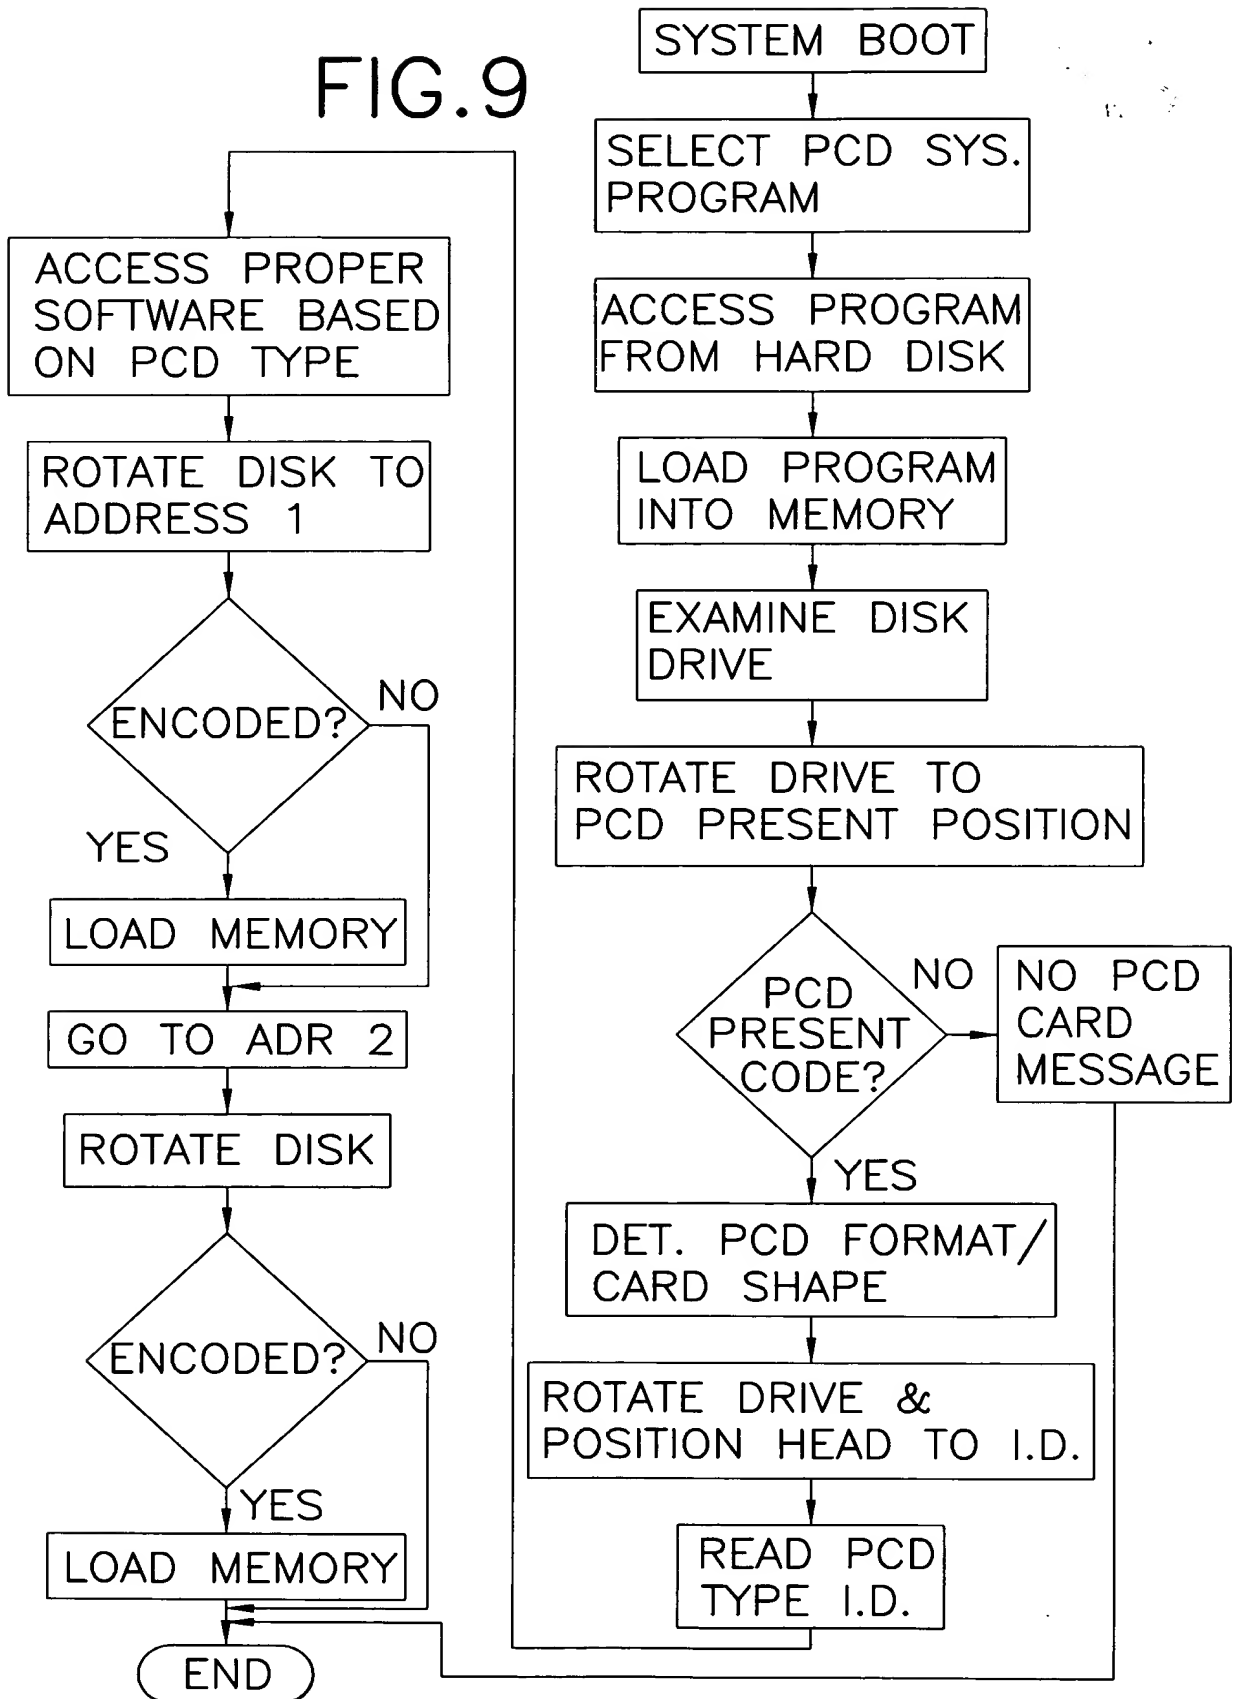 FIG.9
SYSTEM BOOT
SELECT PCD SYS.
PROGRAM
ACCESS PROGRAM
FROM HARD DISK
LOAD PROGRAM
INTO MEMORY
EXAMINE DISK
DRIVE
ROTATE DRIVE TO
PCD PRESENT POSITION
PCD
PRESENT
CODE?
NO
NO PCD
CARD
MESSAGE
YES
DET. PCD FORMAT/
CARD SHAPE
ROTATE DRIVE &
POSITION HEAD TO I.D.
READ PCD
TYPE I.D.
ACCESS PROPER
SOFTWARE BASED
ON PCD TYPE
ROTATE DISK TO
ADDRESS 1
ENCODED?
NO
YES
LOAD MEMORY
GO TO ADR 2
ROTATE DISK
ENCODED?
NO
YES
LOAD MEMORY
END